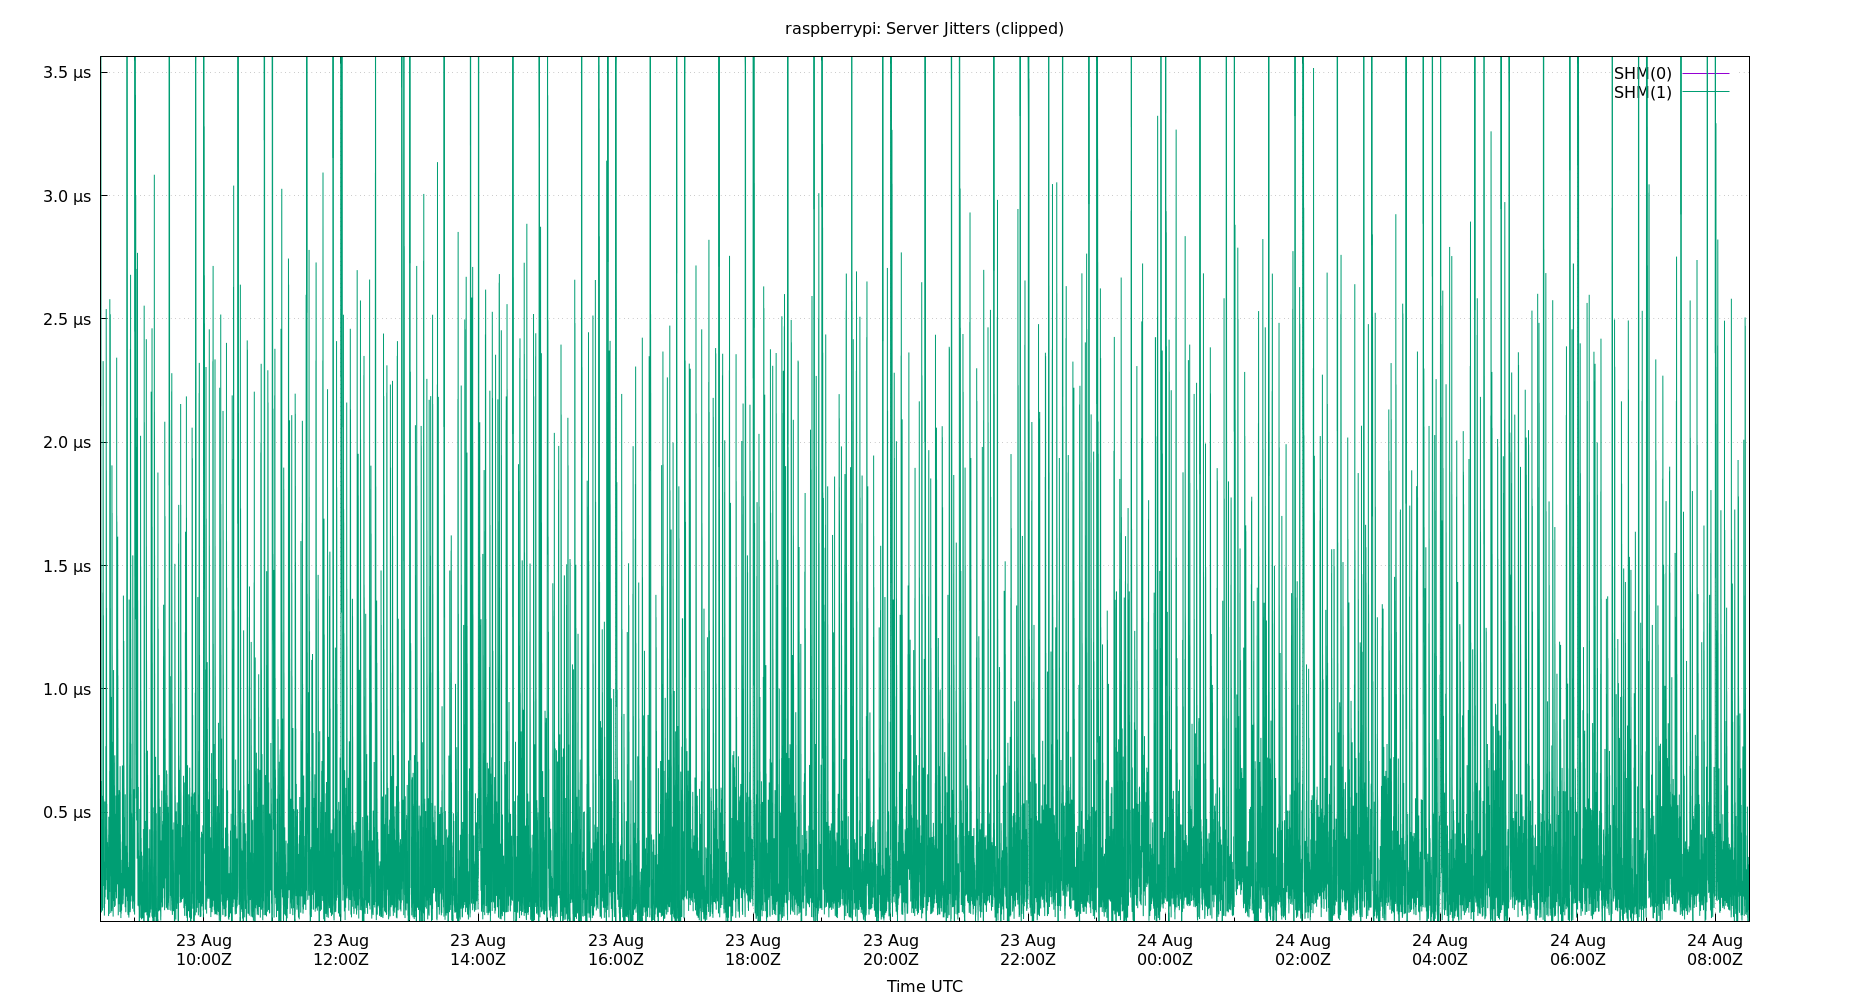 raspberrypi: Server Jitters (clipped)
3.5 µs
SHM(0)
SHM(1)
3.0 µs
2.5 µs
2.0 µs
1.5 µs
1.0 µs
0.5 µs
23 Aug 23 Aug 23 Aug 23 Aug 23 Aug 23 Aug 23 Aug 24 Aug 24 Aug 24 Aug 24 Aug 24 Aug
10:00Z 12:00Z 14:00Z 16:00Z 18:00Z 20:00Z 22:00Z 00:00Z 02:00Z 04:00Z 06:00Z 08:00Z
Time UTC